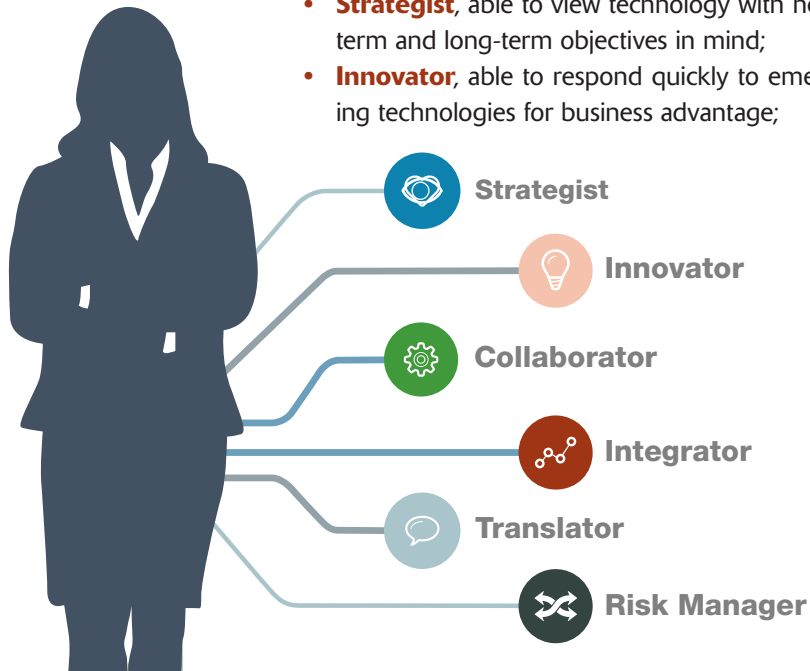 • Strategist, able to view technology with
term and long-term objectives in mind;
• Innovator, able to respond quickly to
ing technologies for business advantage;
Strategist
Innovator
Collaborator
Integrator
Translator
Risk Manager